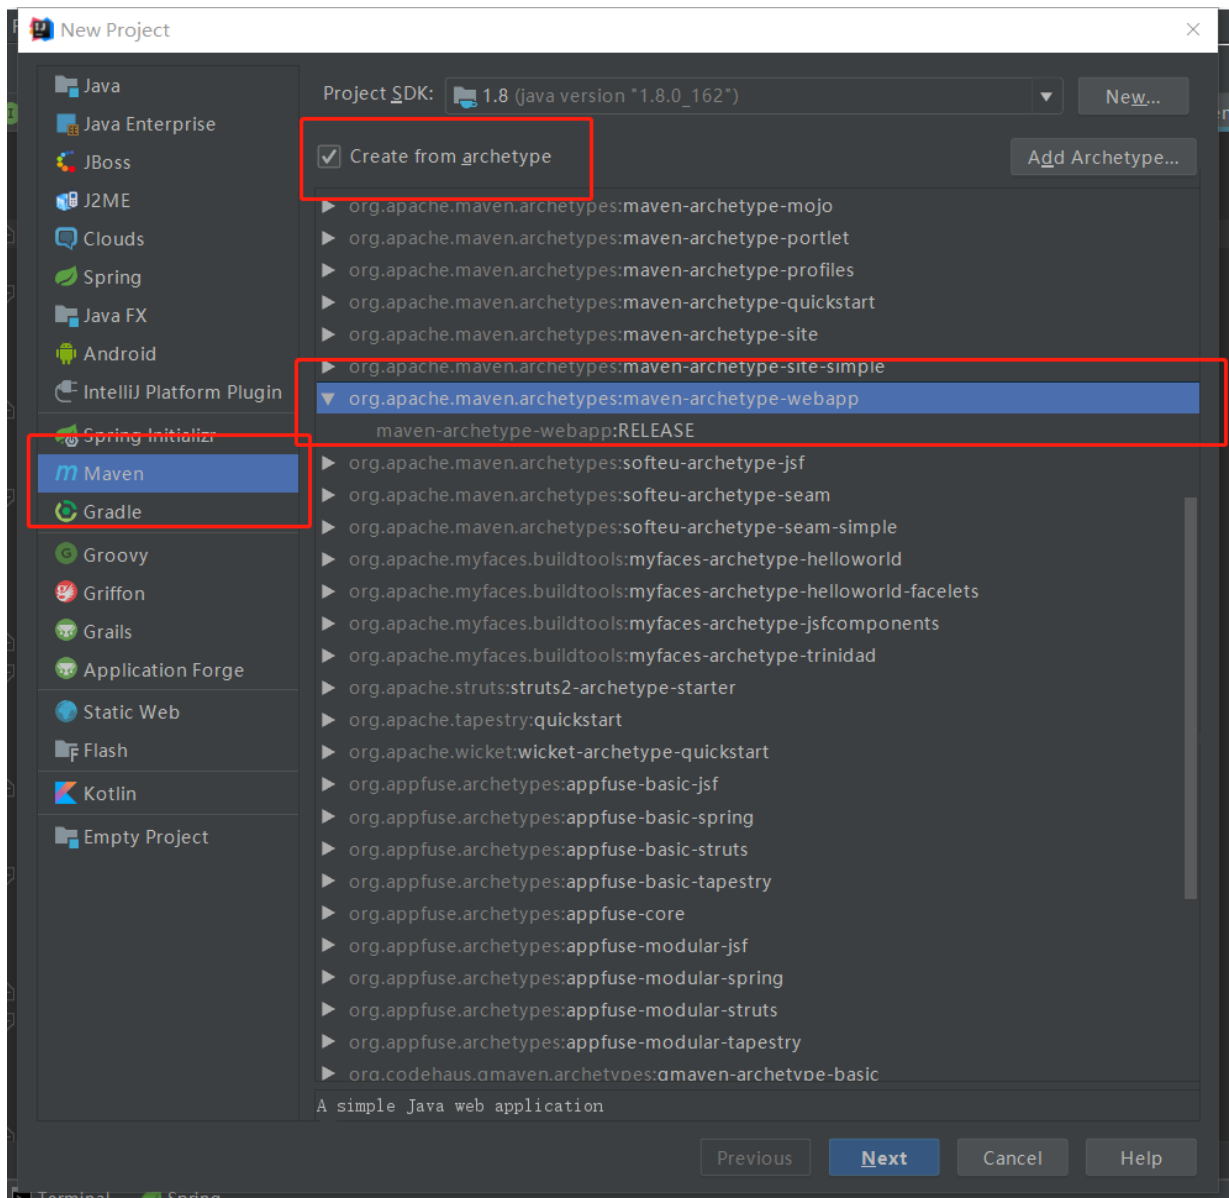 New Project
Java
Java Enterprise
JBoss
J2ME
Clouds
Spring
Java FX
Android
IntelliJ Platform Plugin
Spring Initializr
Maven
Gradle
Groovy
Griffon
Grails
Application Forge
Static Web
Flash
Kotlin
Empty Project
Project SDK: 1.8 (java version "1.8.0_162") New...
Create from archetype Add Archetype...
org.apache.maven.archetypes:maven-archetype-mojo
org.apache.maven.archetypes:maven-archetype-portlet
org.apache.maven.archetypes:maven-archetype-profiles
org.apache.maven.archetypes:maven-archetype-quickstart
org.apache.maven.archetypes:maven-archetype-site
org.apache.maven.archetypes:maven-archetype-site-simple
org.apache.maven.archetypes:maven-archetype-webapp
maven-archetype-webapp:RELEASE
org.apache.maven.archetypes:softeu-archetype-jsf
org.apache.maven.archetypes:softeu-archetype-seam
org.apache.maven.archetypes:softeu-archetype-seam-simple
org.apache.myfaces.buildtools:myfaces-archetype-helloworld
org.apache.myfaces.buildtools:myfaces-archetype-helloworld-facelets
org.apache.myfaces.buildtools:myfaces-archetype-jsfcomponents
org.apache.myfaces.buildtools:myfaces-archetype-trinidad
org.apache.struts:struts2-archetype-starter
org.apache.tapestry:quickstart
org.apache.wicket:wicket-archetype-quickstart
org.appfuse.archetypes:appfuse-basic-jsf
org.appfuse.archetypes:appfuse-basic-spring
org.appfuse.archetypes:appfuse-basic-struts
org.appfuse.archetypes:appfuse-basic-tapestry
org.appfuse.archetypes:appfuse-core
org.appfuse.archetypes:appfuse-modular-jsf
org.appfuse.archetypes:appfuse-modular-spring
org.appfuse.archetypes:appfuse-modular-struts
org.appfuse.archetypes:appfuse-modular-tapestry
org.codehaus.gmaven.archetypes:gmaven-archetype-basic
A simple Java web application
Previous Next Cancel Help
Terminal Spring